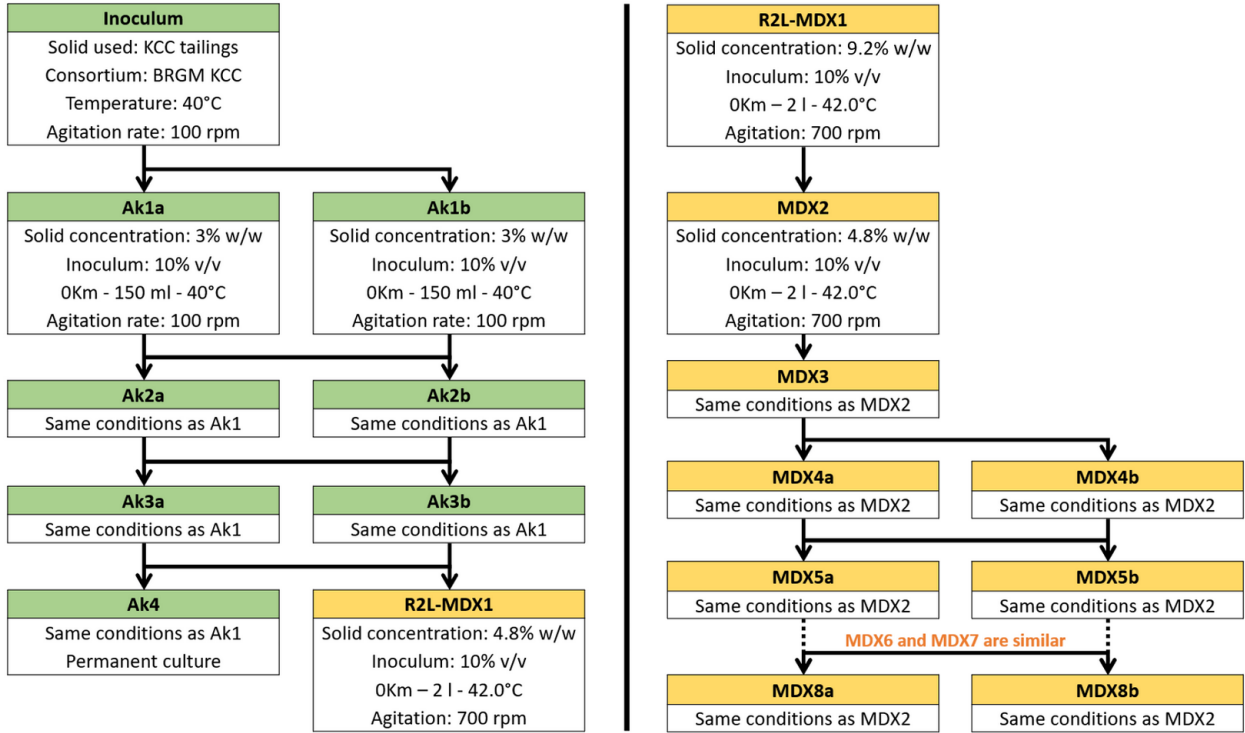 Inoculum
Solid used: KCC tailings
Consortium: BRGM KCC
Temperature: 40°C
Agitation rate: 100 rpm
Ak1a
Solid concentration: 3% w/w
Inoculum: 10% v/v
0Km - 150 ml - 40°C
Agitation rate: 100 rpm
Ak1b
Solid concentration: 3% w/w
Inoculum: 10% v/v
0Km - 150 ml - 40°C
Agitation rate: 100 rpm
Ak2a
Same conditions as Ak1
Ak2b
Same conditions as Ak1
Ak3a
Same conditions as Ak1
Ak3b
Same conditions as Ak1
Ak4
Same conditions as Ak1
Permanent culture
R2L-MDX1
Solid concentration: 4.8% w/w
Inoculum: 10% v/v
0Km – 2 l - 42.0°C
Agitation: 700 rpm
R2L-MDX1
Solid concentration: 9.2% w/w
Inoculum: 10% v/v
0Km – 2 l - 42.0°C
Agitation: 700 rpm
MDX2
Solid concentration: 4.8% w/w
Inoculum: 10% v/v
0Km – 2 l - 42.0°C
Agitation: 700 rpm
MDX3
Same conditions as MDX2
MDX4a
Same conditions as MDX2
MDX4b
Same conditions as MDX2
MDX5a
Same conditions as MDX2
MDX5b
Same conditions as MDX2
MDX6 and MDX7 are similar
MDX8a
Same conditions as MDX2
MDX8b
Same conditions as MDX2